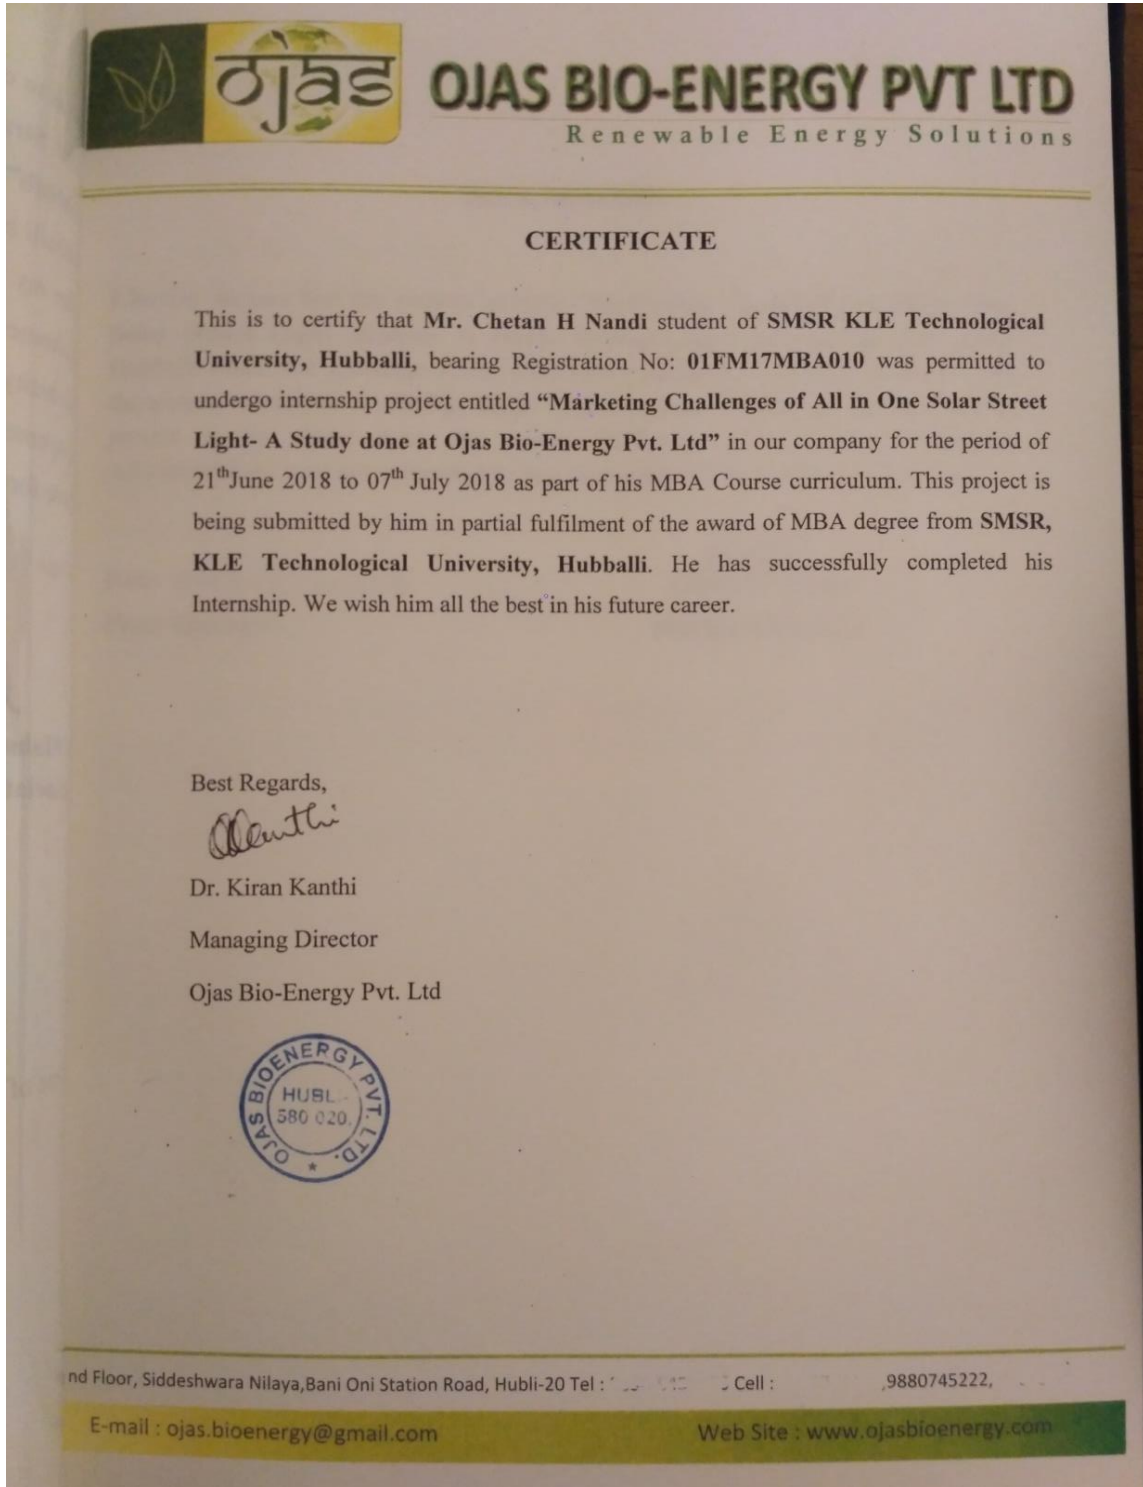 ojas
OJAS BIO-ENERGY PVT LTD
Renewable Energy Solutions
CERTIFICATE
This is to certify that Mr. Chetan H Nandi student of SMSR KLE Technological
University, Hubballi, bearing Registration No: 01FM17MBA010 was permitted to
undergo internship project entitled “Marketing Challenges of All in One Solar Street
Light- A Study done at Ojas Bio-Energy Pvt. Ltd” in our company for the period of
21thJune 2018 to 07th July 2018 as part of his MBA Course curriculum. This project is
being submitted by him in partial fulfilment of the award of MBA degree from SMSR,
KLE Technological University, Hubballi. He has successfully completed his
Internship. We wish him all the best in his future career.
Best Regards,
Dr. Kiran Kanthi
Managing Director
Ojas Bio-Energy Pvt. Ltd
OJAS BIOENERGY PVT. LTD.
580 020
nd Floor, Siddeshwara Nilaya,Bani Oni Station Road, Hubli-20 Tel : Cell : ,9880745222,
E-mail : ojas.bioenergy@gmail.com
Web Site : www.ojasbioenergy.com